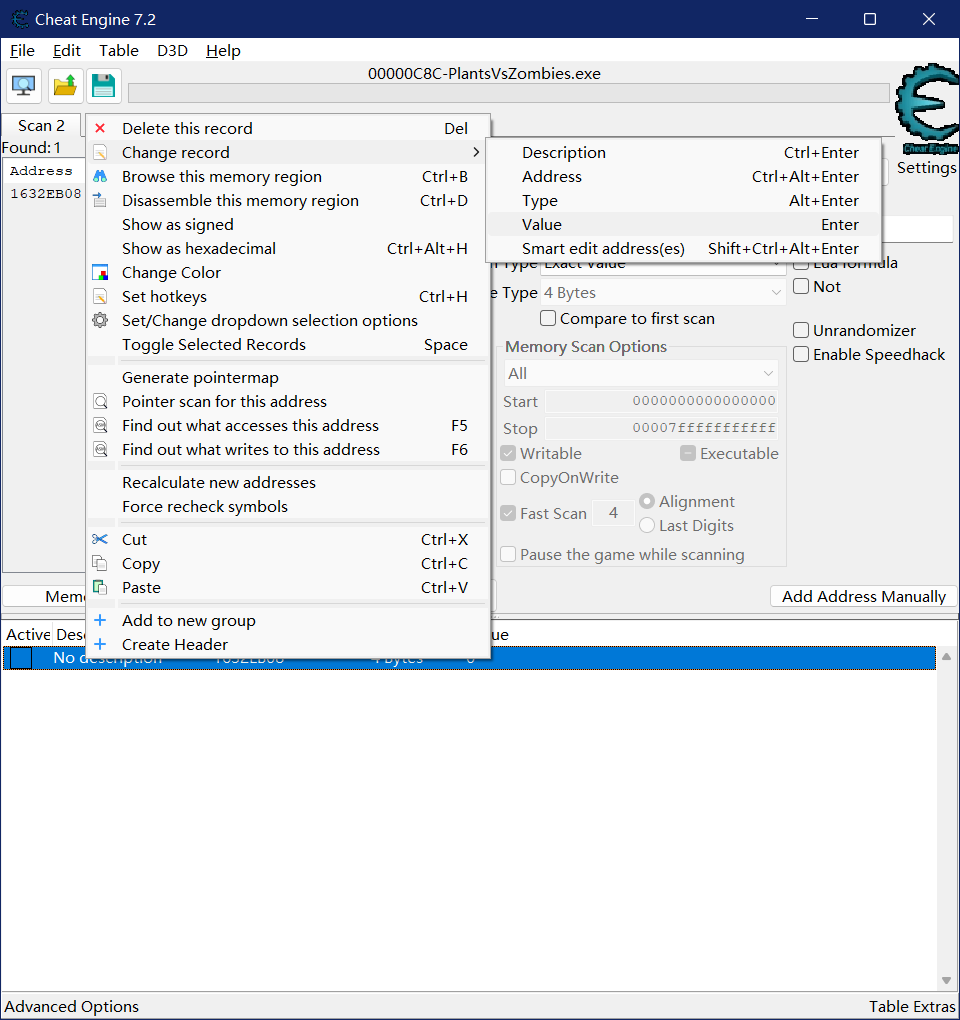 Cheat Engine 7.2
File Edit Table D3D Help
00000C8C-PlantsVsZombies.exe
Cheat Engine
Settings
Scan 2
Found: 1
Address
1632EB08
Delete this record Del
Change record
Browse this memory region Ctrl+B
Disassemble this memory region Ctrl+D
Show as signed
Show as hexadecimal Ctrl+Alt+H
Change Color
Set hotkeys Ctrl+H
Set/Change dropdown selection options
Toggle Selected Records Space
Generate pointermap
Pointer scan for this address
Find out what accesses this address F5
Find out what writes to this address F6
Recalculate new addresses
Force recheck symbols
Cut Ctrl+X
Copy Ctrl+C
Paste Ctrl+V
Add to new group
Create Header
Description Ctrl+Enter
Address Ctrl+Alt+Enter
Type Alt+Enter
Value Enter
Smart edit address(es) Shift+Ctrl+Alt+Enter
Type Exact Value
Lua formula
e Type 4 Bytes
Not
Compare to first scan
Unrandomizer
Enable Speedhack
Memory Scan Options
All
Start 0000000000000000
Stop 00007fffffffffff
Writable Executable
CopyOnWrite
Fast Scan 4 Alignment
Last Digits
Pause the game while scanning
Mem
Add Address Manually
Active Des ue
No description 1632EB08 4 Bytes 0
Advanced Options Table Extras